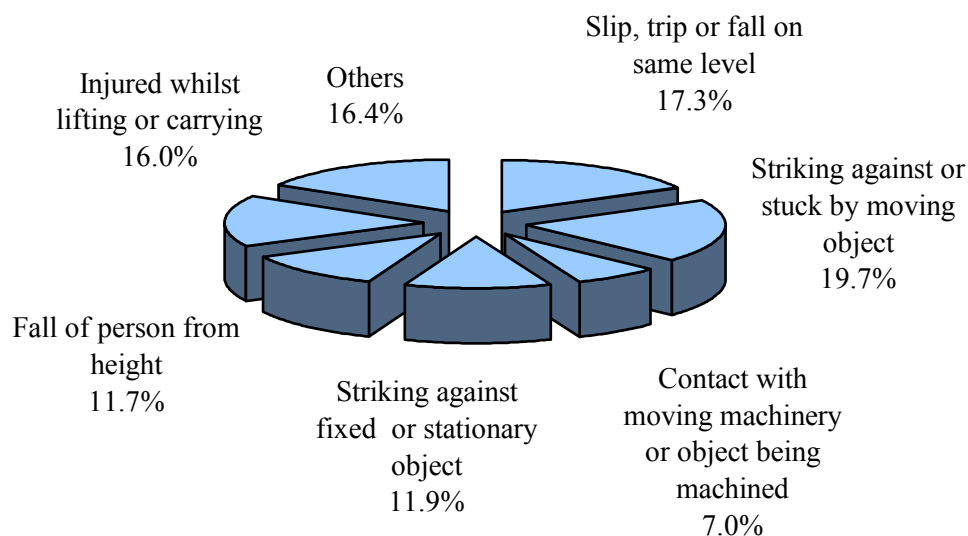 Slip, trip or fall on
same level
17.3%
Striking against or
stuck by moving
object
19.7%
Contact with
moving machinery
or object being
machined
7.0%
Striking against
fixed or stationary
object
11.9%
Fall of person from
height
11.7%
Injured whilst
lifting or carrying
16.0%
Others
16.4%